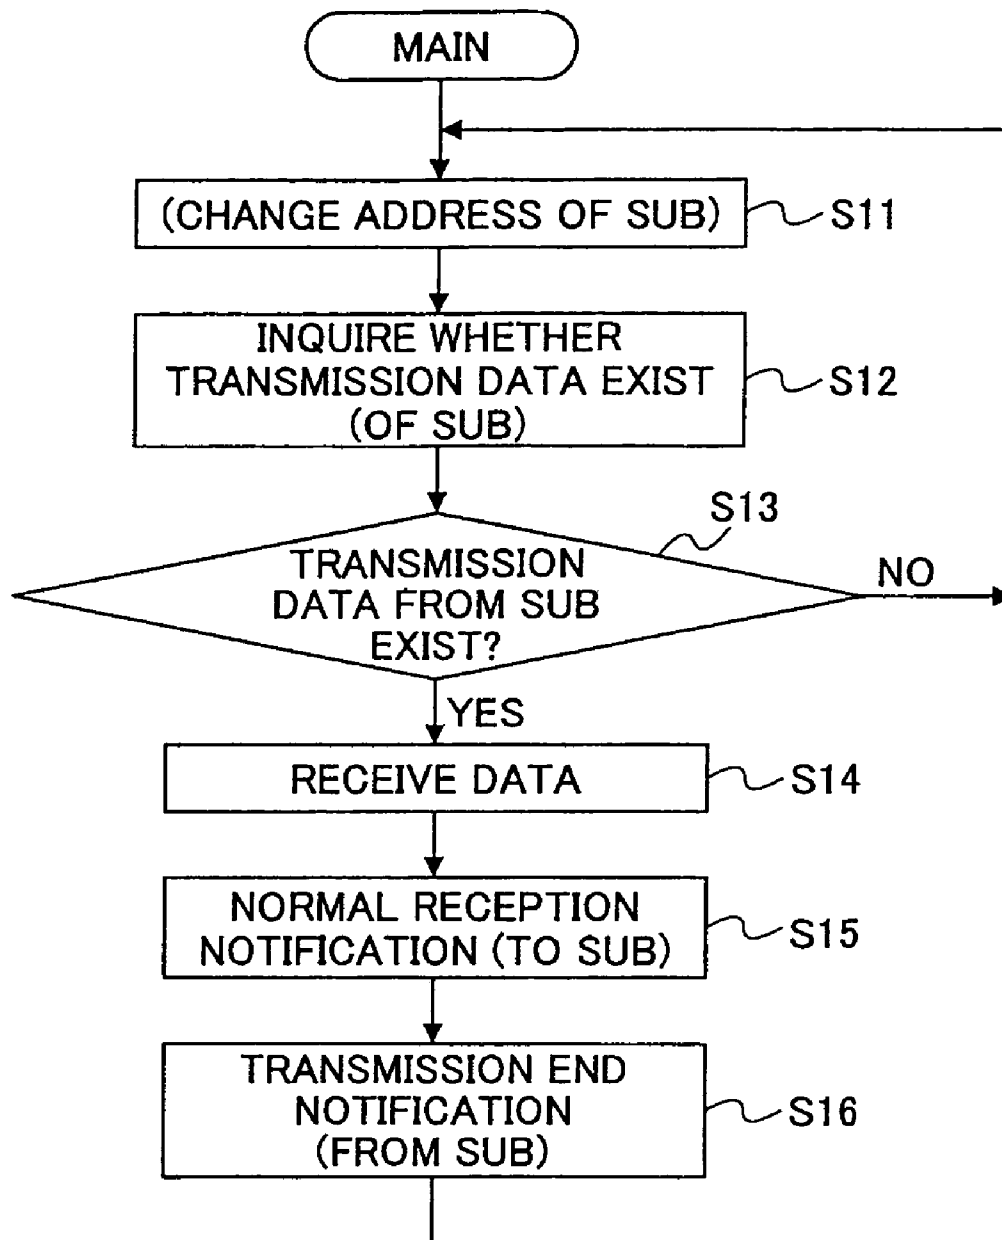 MAIN
(CHANGE ADDRESS OF SUB)
S11
INQUIRE WHETHER
TRANSMISSION DATA EXIST
(OF SUB)
S12
S13
TRANSMISSION
DATA FROM SUB
EXIST?
NO
YES
RECEIVE DATA
S14
NORMAL RECEPTION
NOTIFICATION (TO SUB)
S15
TRANSMISSION END
NOTIFICATION
(FROM SUB)
S16